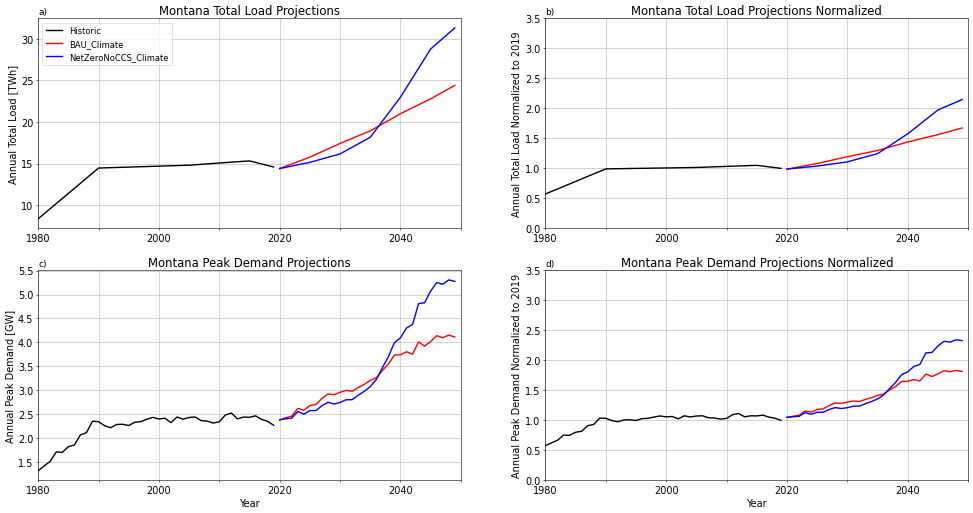 a)
Montana Total Load Projections
Annual Total Load [TWh]
30
25
20
15
10
Historic
BAU_Climate
NetZeroNoCCS_Climate
1980
2000
2020
2040
b)
Montana Total Load Projections Normalized
Annual Total Load Normalized to 2019
3.5
3.0
2.5
2.0
1.5
1.0
0.5
0.0
1980
2000
2020
2040
c)
Montana Peak Demand Projections
Annual Peak Demand [GW]
5.5
5.0
4.5
4.0
3.5
3.0
2.5
2.0
1.5
1980
2000
2020
2040
Year
d)
Montana Peak Demand Projections Normalized
Annual Peak Demand Normalized to 2019
3.5
3.0
2.5
2.0
1.5
1.0
0.5
0.0
1980
2000
2020
2040
Year